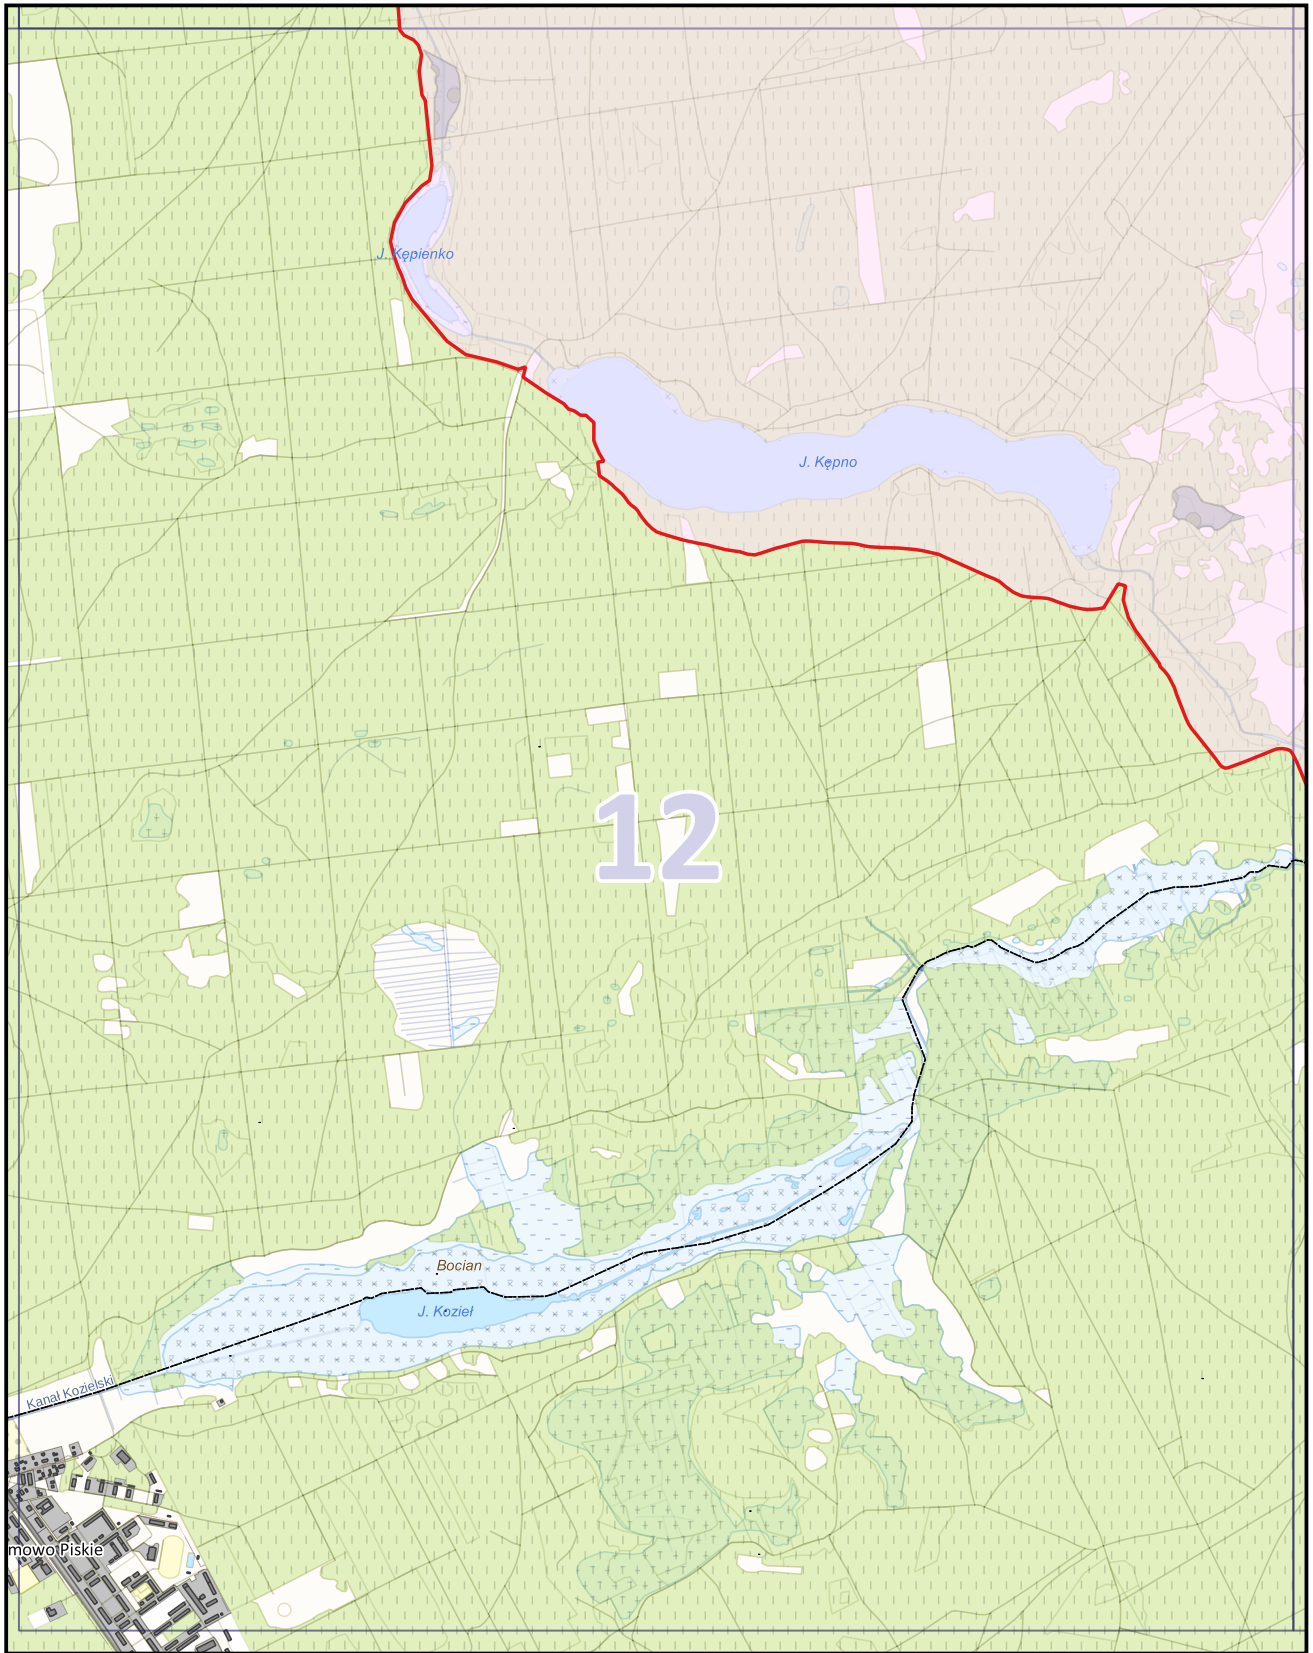 J. Kępienko
J. Kępno
12
Bocian
J. Kozieł
Kanał Kozielski
mowo Piskie